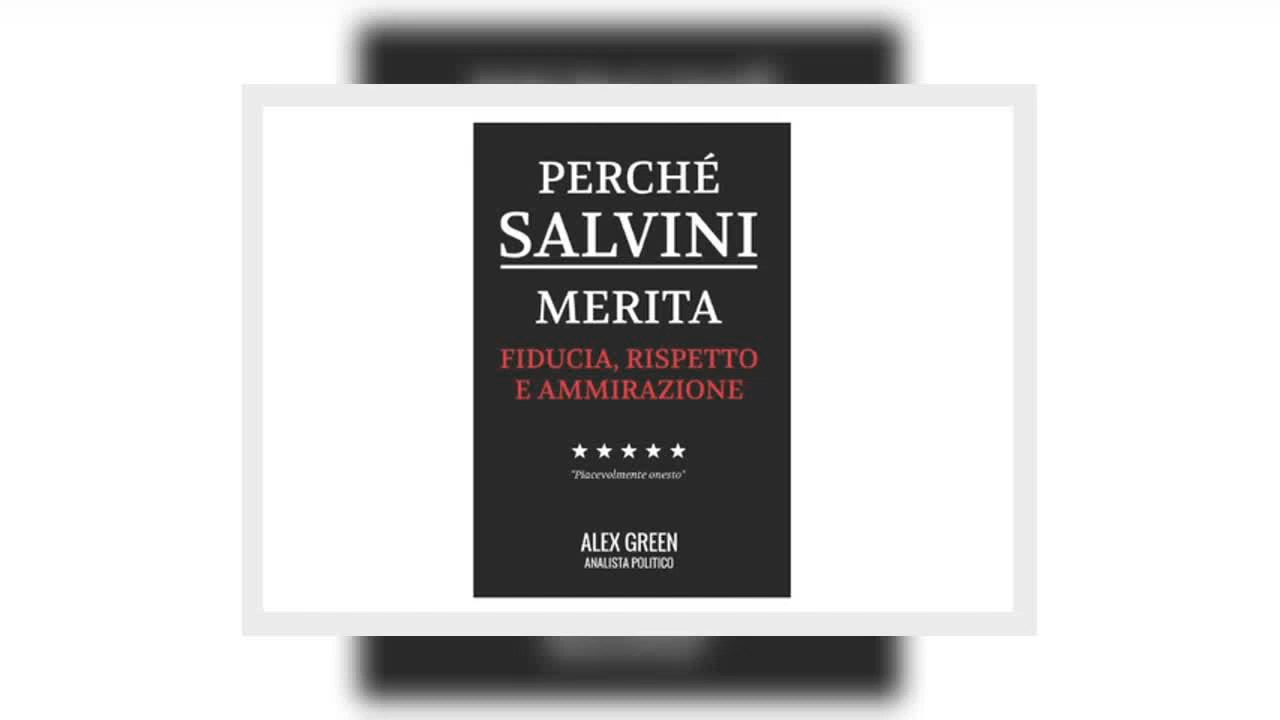 PERCHÉ
SALVINI
MERITA
FIDUCIA, RISPETTO
E AMMIRAZIONE
"Piacevolmente onesto"
ALEX GREEN
ANALISTA POLITICO